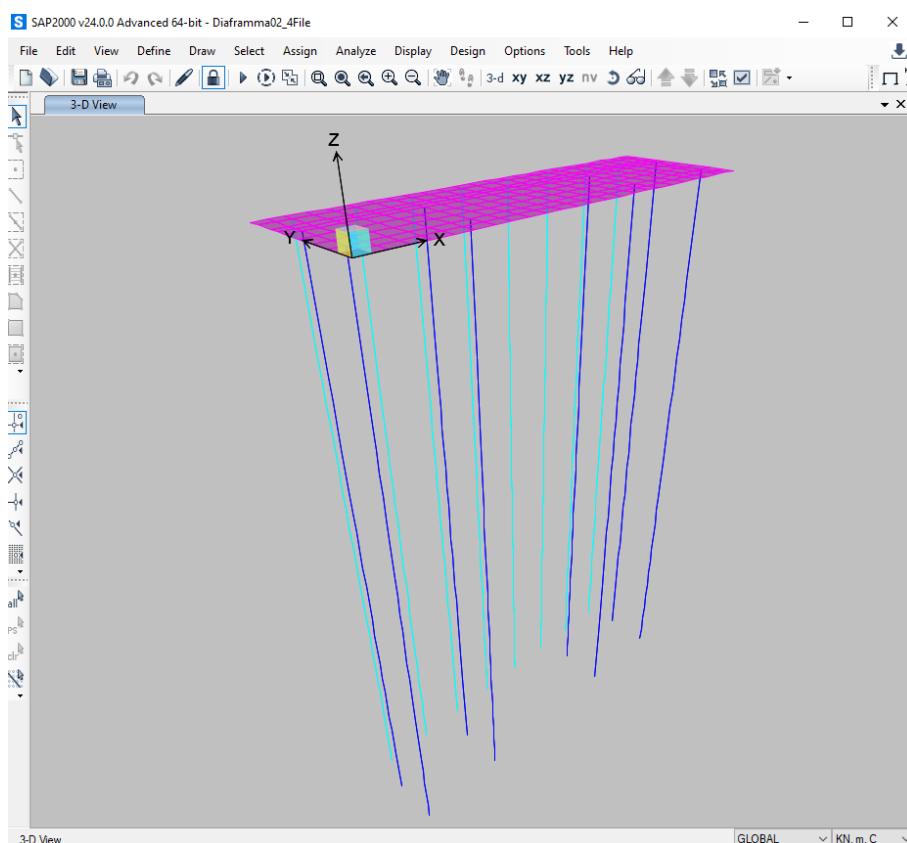 S SAP2000 v24.0.0 Advanced 64-bit - Diaframma02_4File
File Edit View Define Draw Select Assign Analyze Display Design Options Tools Help
3-d xy xz yz nv
3-D View
Z
Y X
all
ps
clr
3-D View GLOBAL KN, m, C